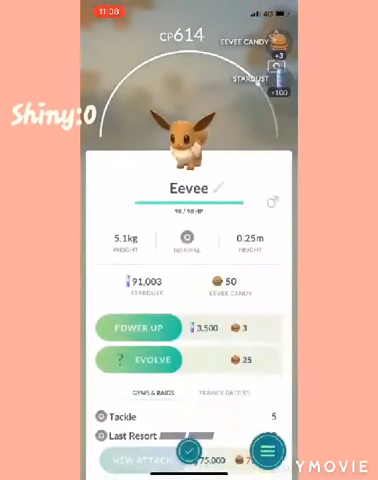 11:08
4G
CP614
EEVEE CANDY
+3
STARDUST
+100
Shiny:0
Eevee
98 / 98 HP
5.1kg
NORMAL
0.25m
WEIGHT
HEIGHT
91,003
50
STARDUST
EEVEE CANDY
POWER UP
3,500
3
?
EVOLVE
25
GYMS & RAIDS
TRAINER BATTLES
Tackle
5
Last Resort
NEW ATTACK
75,000
YMOVIE